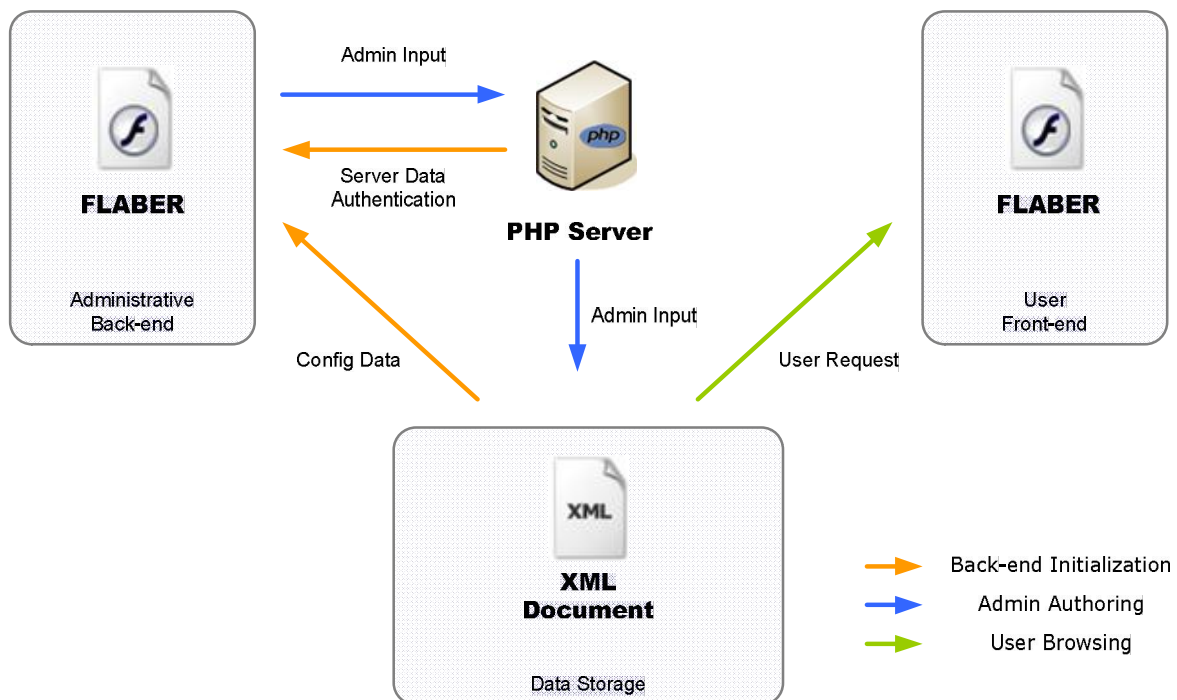 Admin Input
php
Server Data
Authentication
FLABER
FLABER
PHP Server
Administrative
Back-end
User
Front-end
Admin Input
Config Data
User Request
XML
XML
Document
Data Storage
Back-end Initialization
Admin Authoring
User Browsing